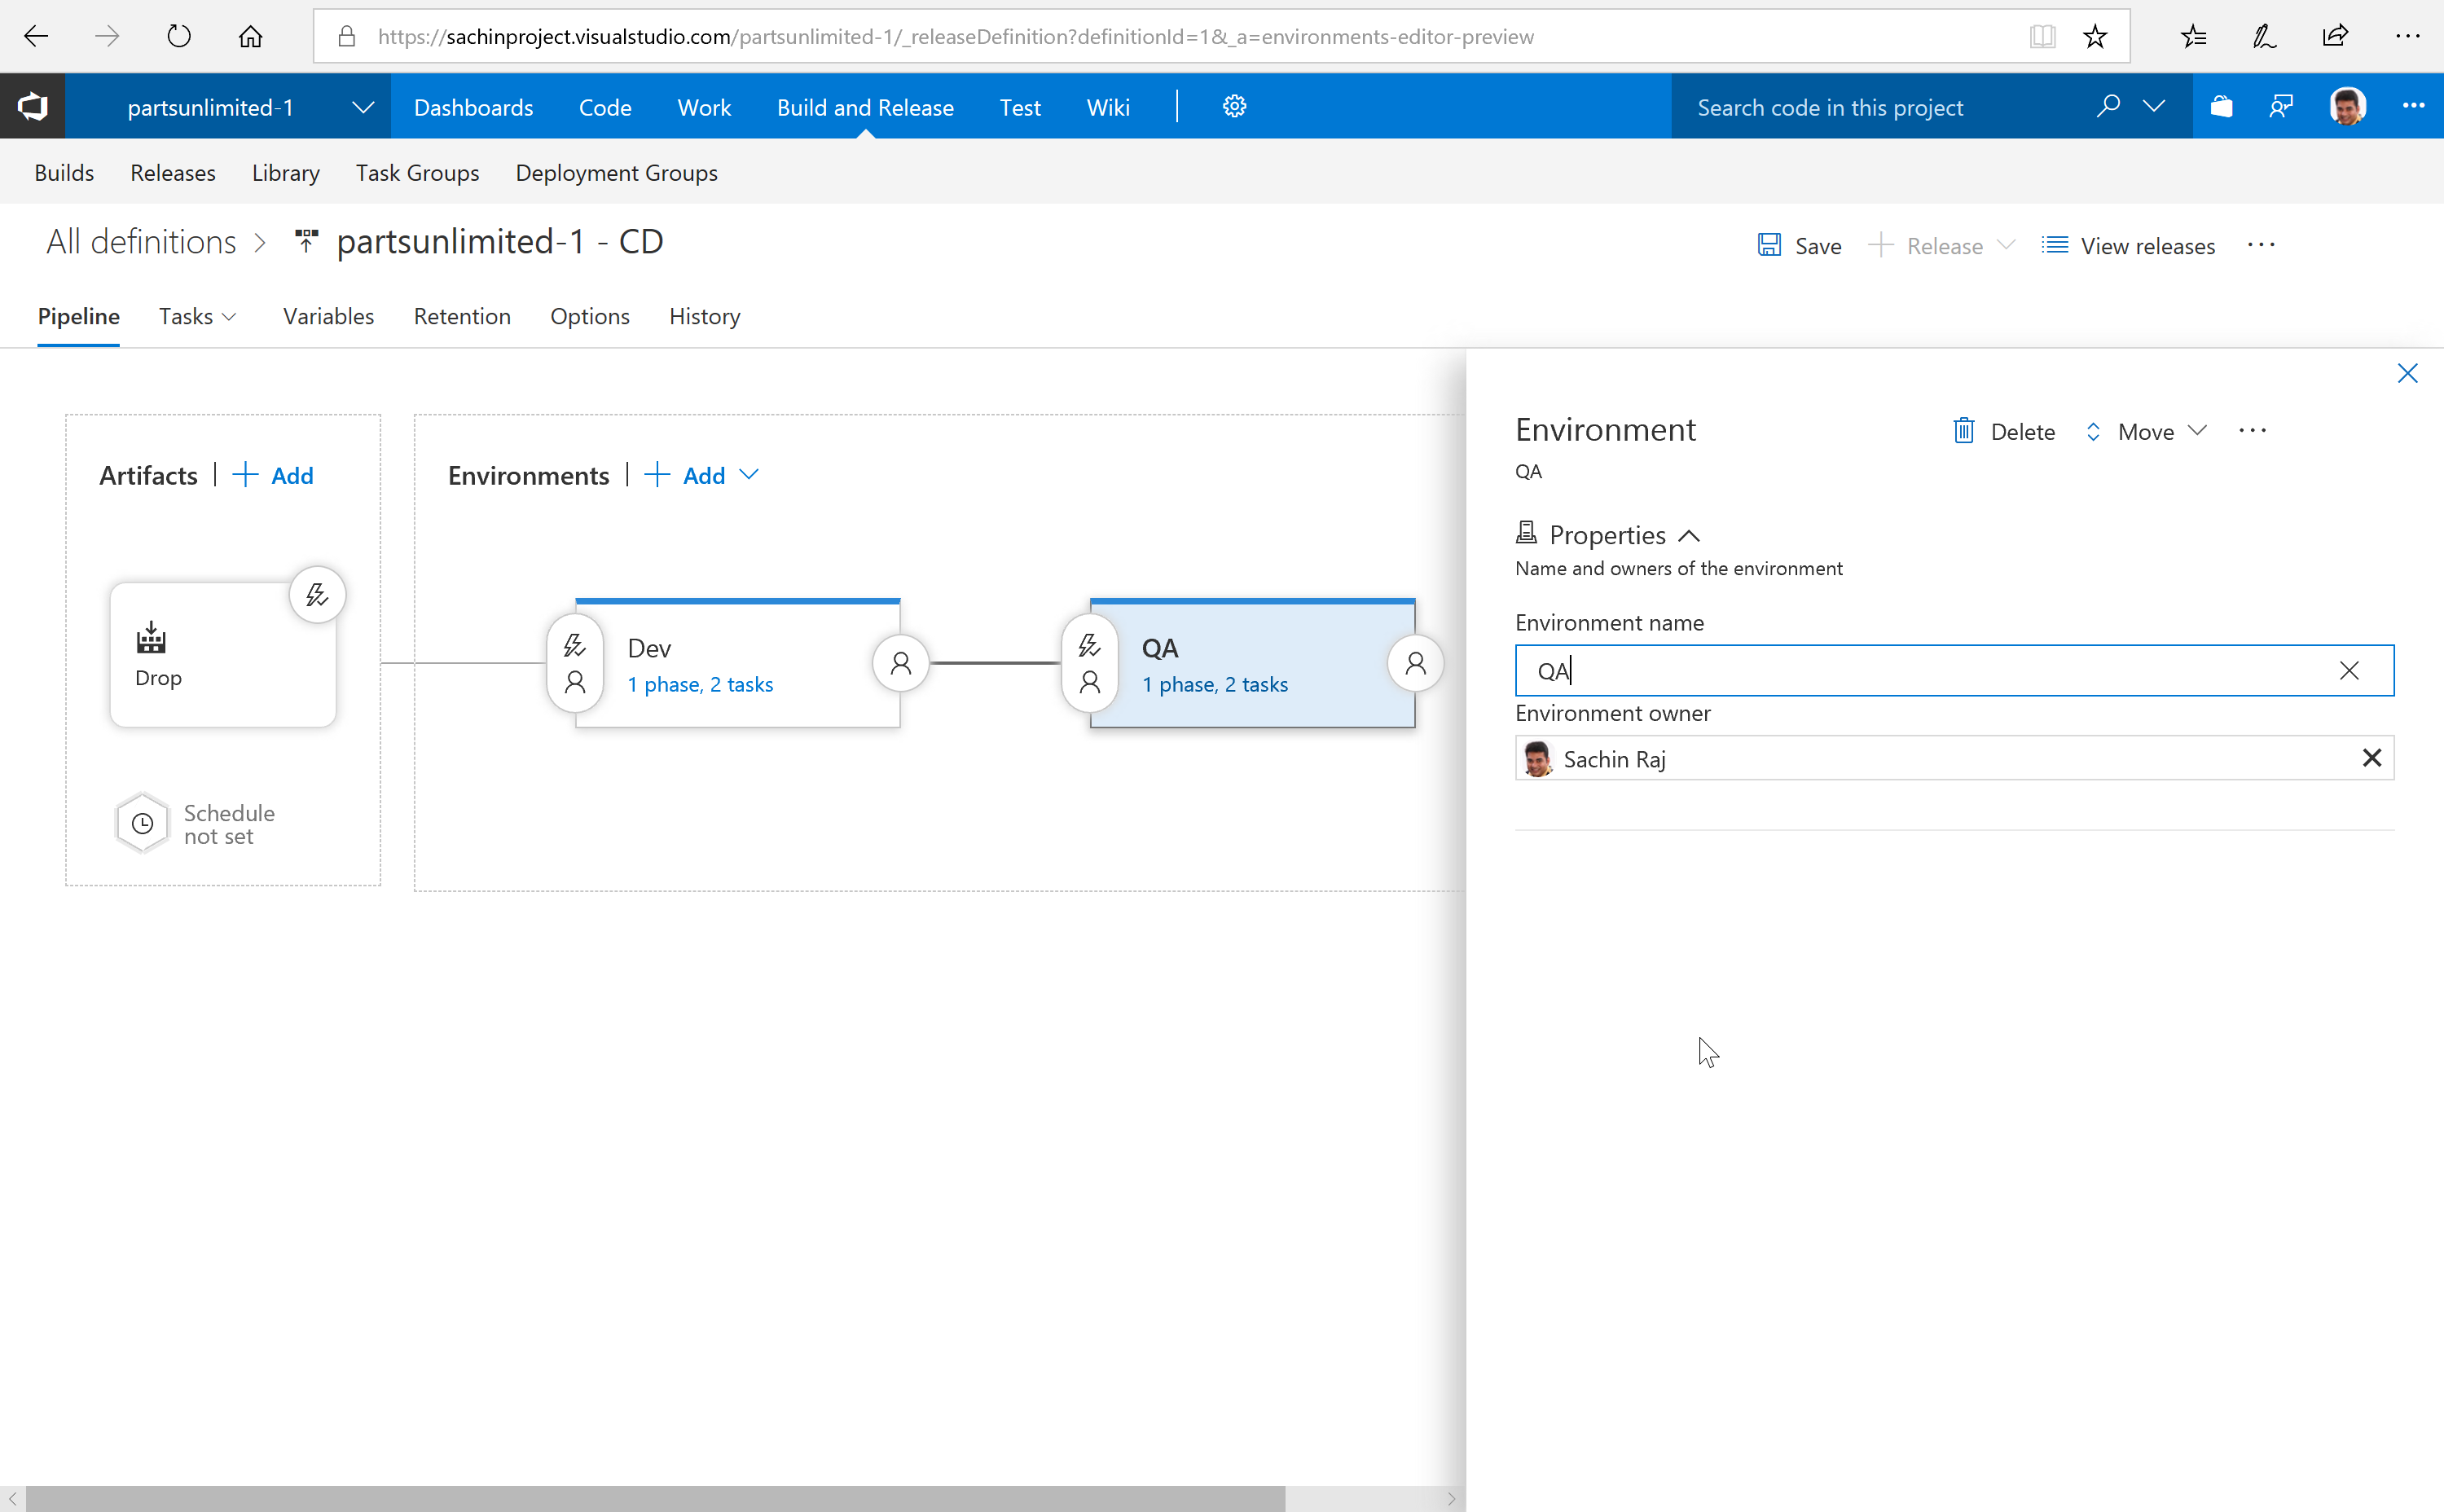 https://sachinproject.visualstudio.com/partsunlimited-1/_releaseDefinition?definitionId=1&_a=environments-editor-preview
partsunlimited-1 Dashboards Code Work Build and Release Test Wiki Search code in this project
Builds Releases Library Task Groups Deployment Groups
All definitions > partsunlimited-1 - CD Save Release View releases
Pipeline Tasks Variables Retention Options History
Artifacts | + Add
Environments | + Add
Drop
Schedule
not set
Dev
1 phase, 2 tasks
QA
1 phase, 2 tasks
Environment Delete Move
QA
Properties
Name and owners of the environment
Environment name
QA
Environment owner
Sachin Raj